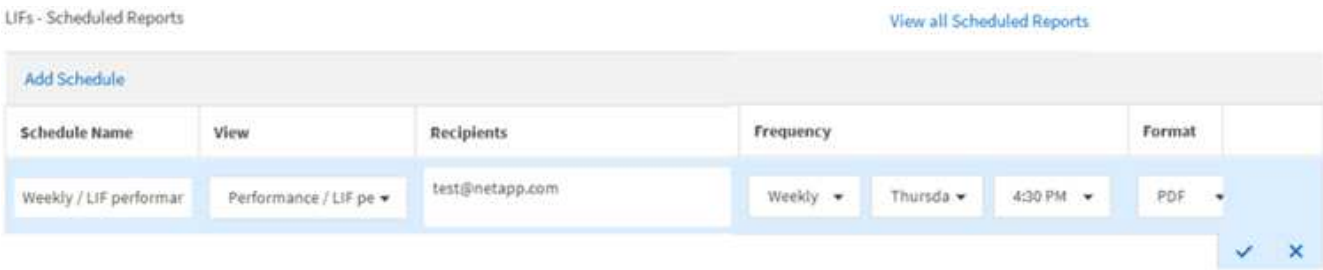 LIFs - Scheduled Reports View all Scheduled Reports
Add Schedule
Schedule Name View Recipients Frequency Format
Weekly / LIF performar Performance / LIF pe test@netapp.com Weekly Thursda 4:30 PM PDF